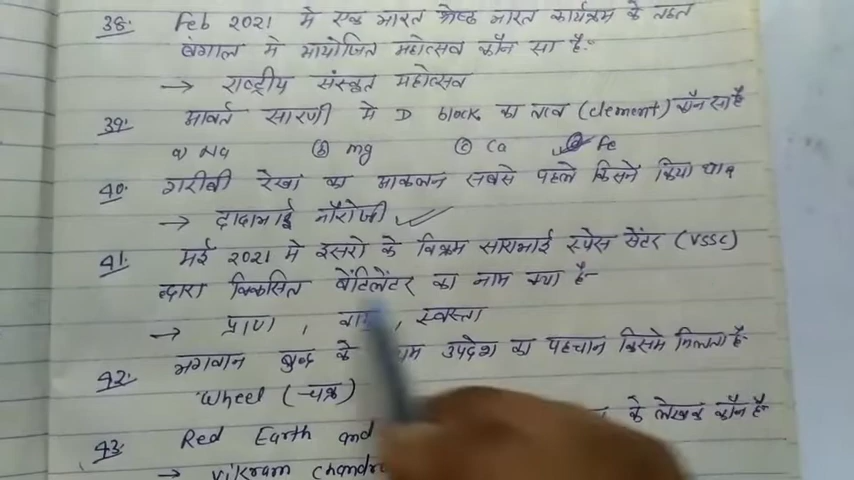 38. Feb 2021 मे एक भारत श्रेष्ठ भारत कार्यक्रम के तहत
बंगाल मे आयोजित महोत्सव कौन सा है?
→ राष्ट्रीय संस्कृत महोत्सव
39. आवर्त सारणी मे D block का तत्व (element) कौन सा है
a) Na (b) mg (c) Ca (d) Fe
40. गरीबी रेखा का आकलन सबसे पहले किसने किया था
→ दादाभाई नौरोजी
41. मई 2021 मे इसरो के विक्रम साराभाई स्पेस सेंटर (VSSC)
द्वारा विकसित वेंटिलेंटर का नाम क्या है-
→ प्राण , , स्वस्ता
42. भगवान बुद्ध के उपदेश का पहचान किसमे मिलता है-
Wheel (चक्र)
43. Red Earth and के लेखक कौन है-
→ Vikram Chandra